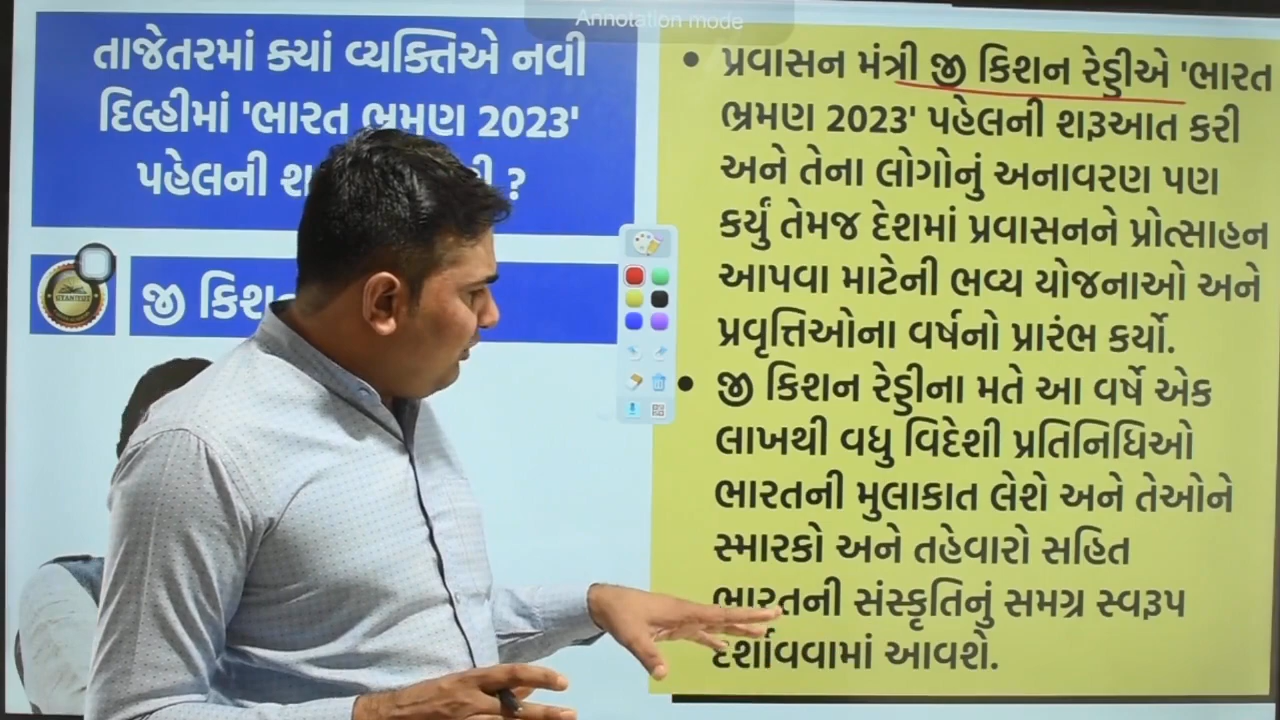 Annotation mode
તાજેતરમાં ક્યાં વ્યક્તિએ નવી
દિલ્હીમાં 'ભારત ભ્રમણ 2023'
પહેલની ?
જી
પ્રવાસન મંત્રી જી કિશન રેડ્ડીએ 'ભારત
ભ્રમણ 2023' પહેલની શરૂઆત કરી
અને તેના લોગોનું અનાવરણ પણ
કર્યું તેમજ દેશમાં પ્રવાસનને પ્રોત્સાહન
આપવા માટેની ભવ્ય યોજનાઓ અને
પ્રવૃત્તિઓના વર્ષનો પ્રારંભ કર્યો.
જી કિશન રેડ્ડીના મતે આ વર્ષે એક
લાખથી વધુ વિદેશી પ્રતિનિધિઓ
ભારતની મુલાકાત લેશે અને તેઓને
સ્મારકો અને તહેવારો સહિત
ભારતની સંસ્કૃતિનું સમગ્ર સ્વરૂપ
દર્શાવવામાં આવશે.